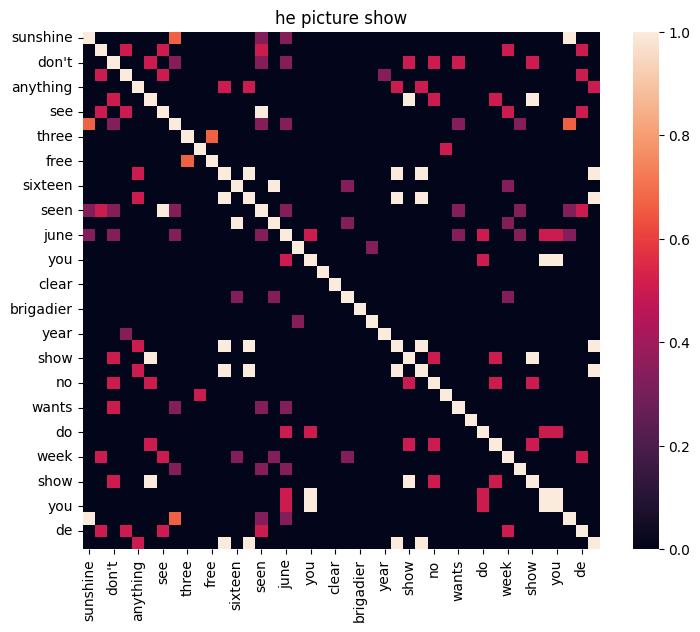 he picture show
sunshine
don't
anything
see
three
free
sixteen
seen
june
you
clear
brigadier
year
show
no
wants
do
week
show
you
de
sunshine
don't
anything
see
three
free
sixteen
seen
june
you
clear
brigadier
year
show
no
wants
do
week
show
you
de
1.0
0.8
0.6
0.4
0.2
0.0